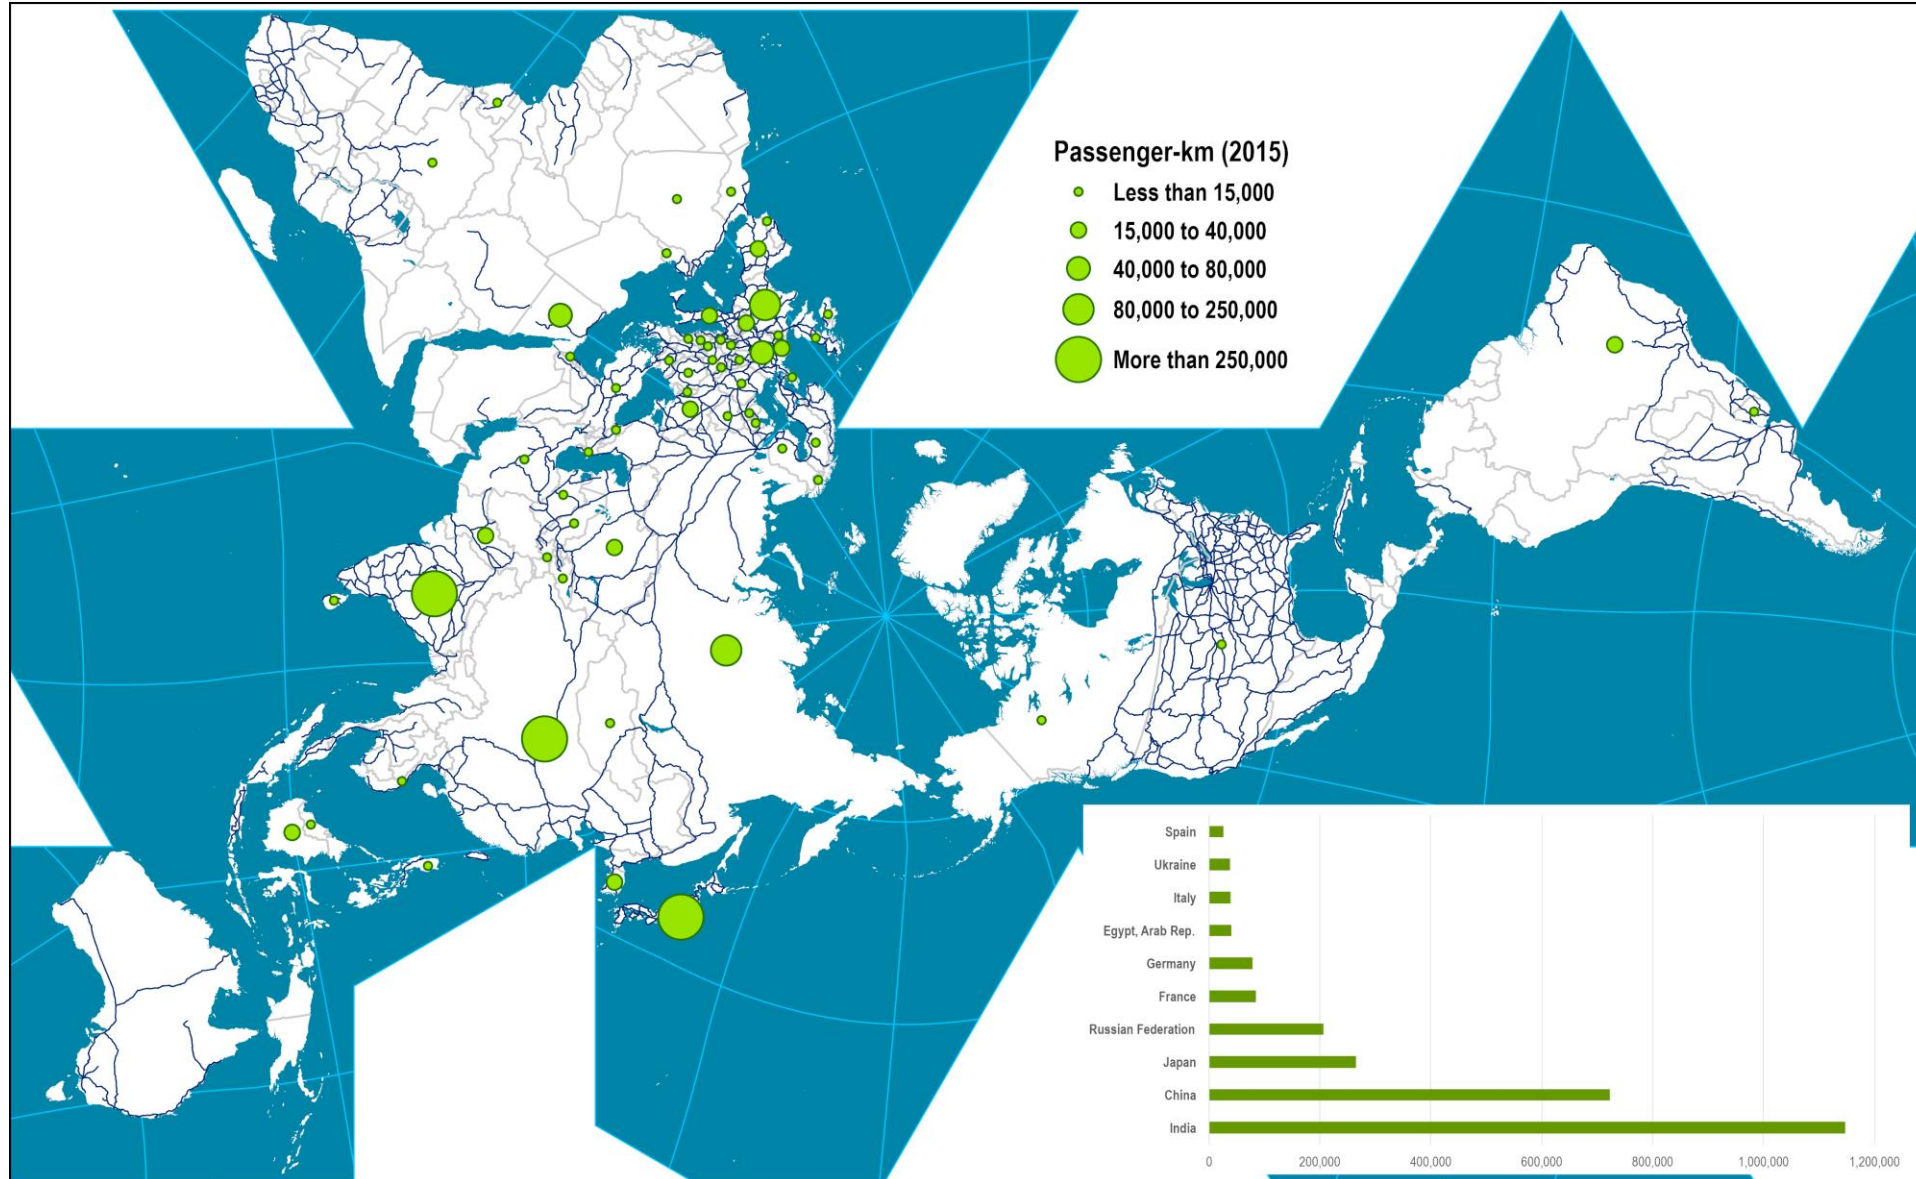 Passenger-km (2015)
Less than 15,000
15,000 to 40,000
40,000 to 80,000
80,000 to 250,000
More than 250,000
Spain
Ukraine
Italy
Egypt, Arab Rep.
Germany
France
Russian Federation
Japan
China
India
0 200,000 400,000 600,000 800,000 1,000,000 1,200,000